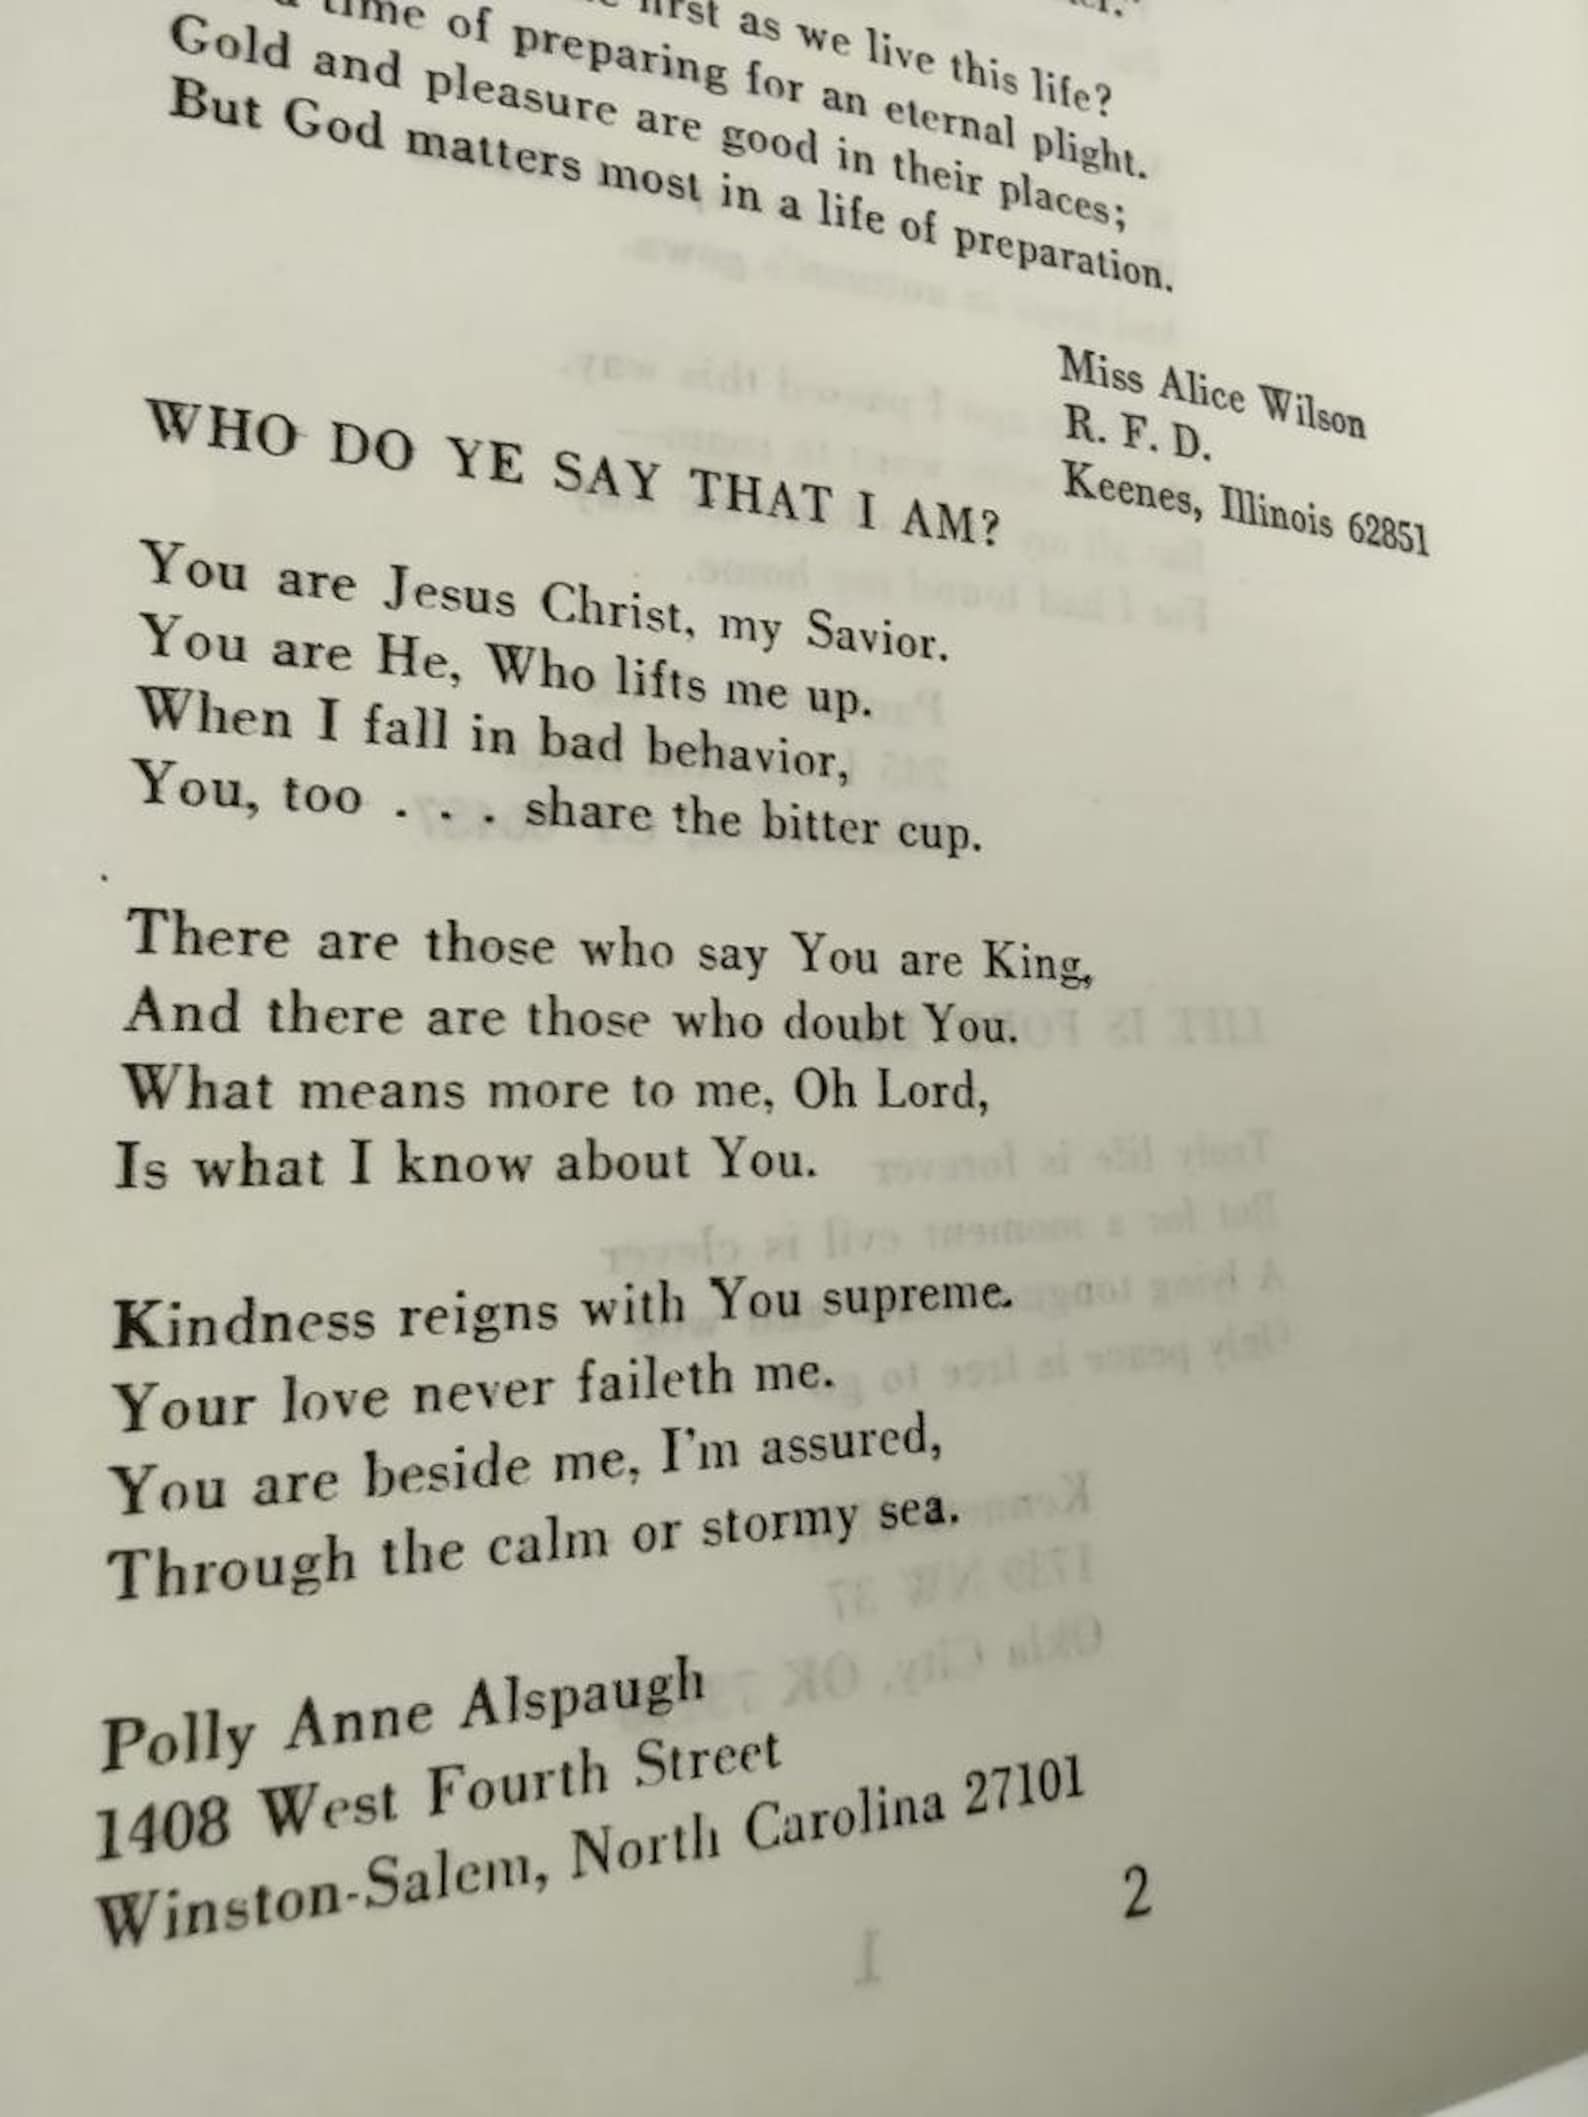 first as we live this life?
time of preparing for an eternal plight.
Gold and pleasure are good in their places;
But God matters most in a life of preparation.
Miss Alice Wilson
R. F. D.
Keenes, Illinois 62851
WHO DO YE SAY THAT I AM?
You are Jesus Christ, my Savior.
You are He, Who lifts me up.
When I fall in bad behavior,
You, too . . . share the bitter cup.
There are those who say You are King,
And there are those who doubt You.
What means more to me, Oh Lord,
Is what I know about You.
Kindness reigns with You supreme.
Your love never faileth me.
You are beside me, I'm assured,
Through the calm or stormy sea.
Polly Anne Alspaugh
1408 West Fourth Street
Winston-Salem, North Carolina 27101
2